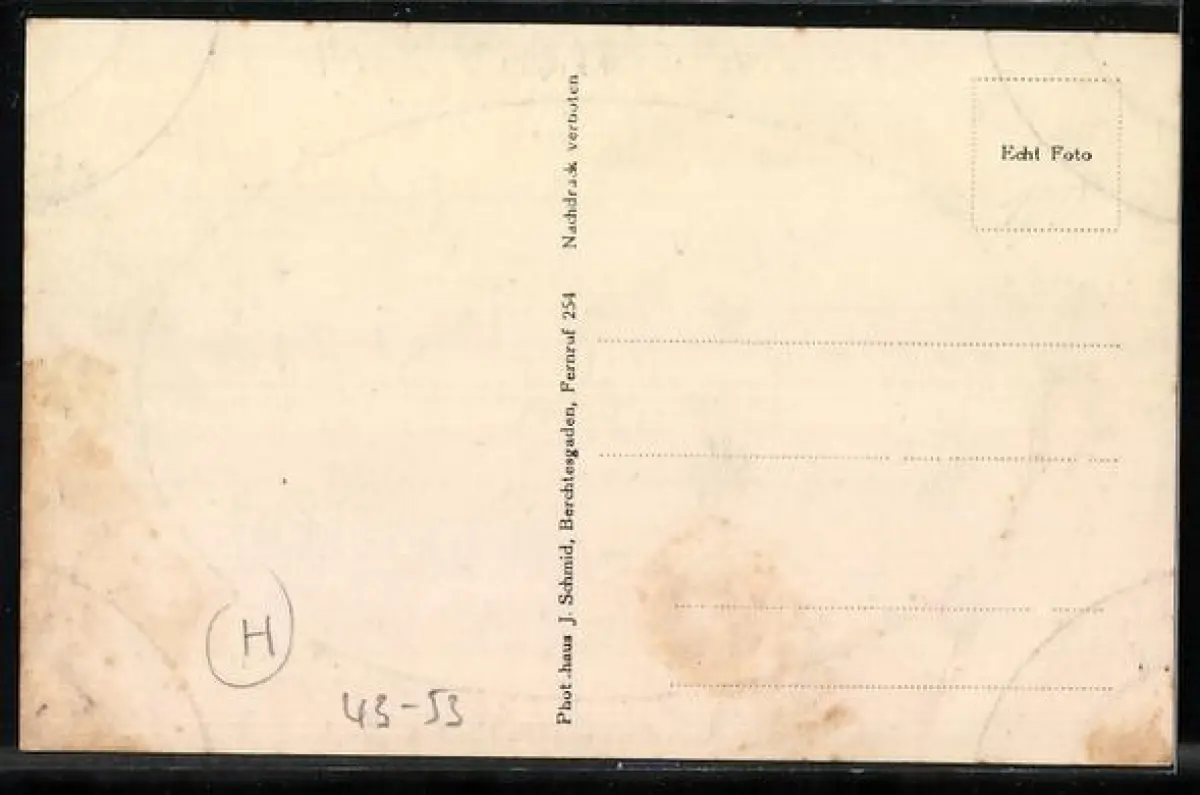 Echt Foto
Phot.haus J. Schmid, Berchtesgaden, Fernruf 254 Nachdruck verboten
H
43-53